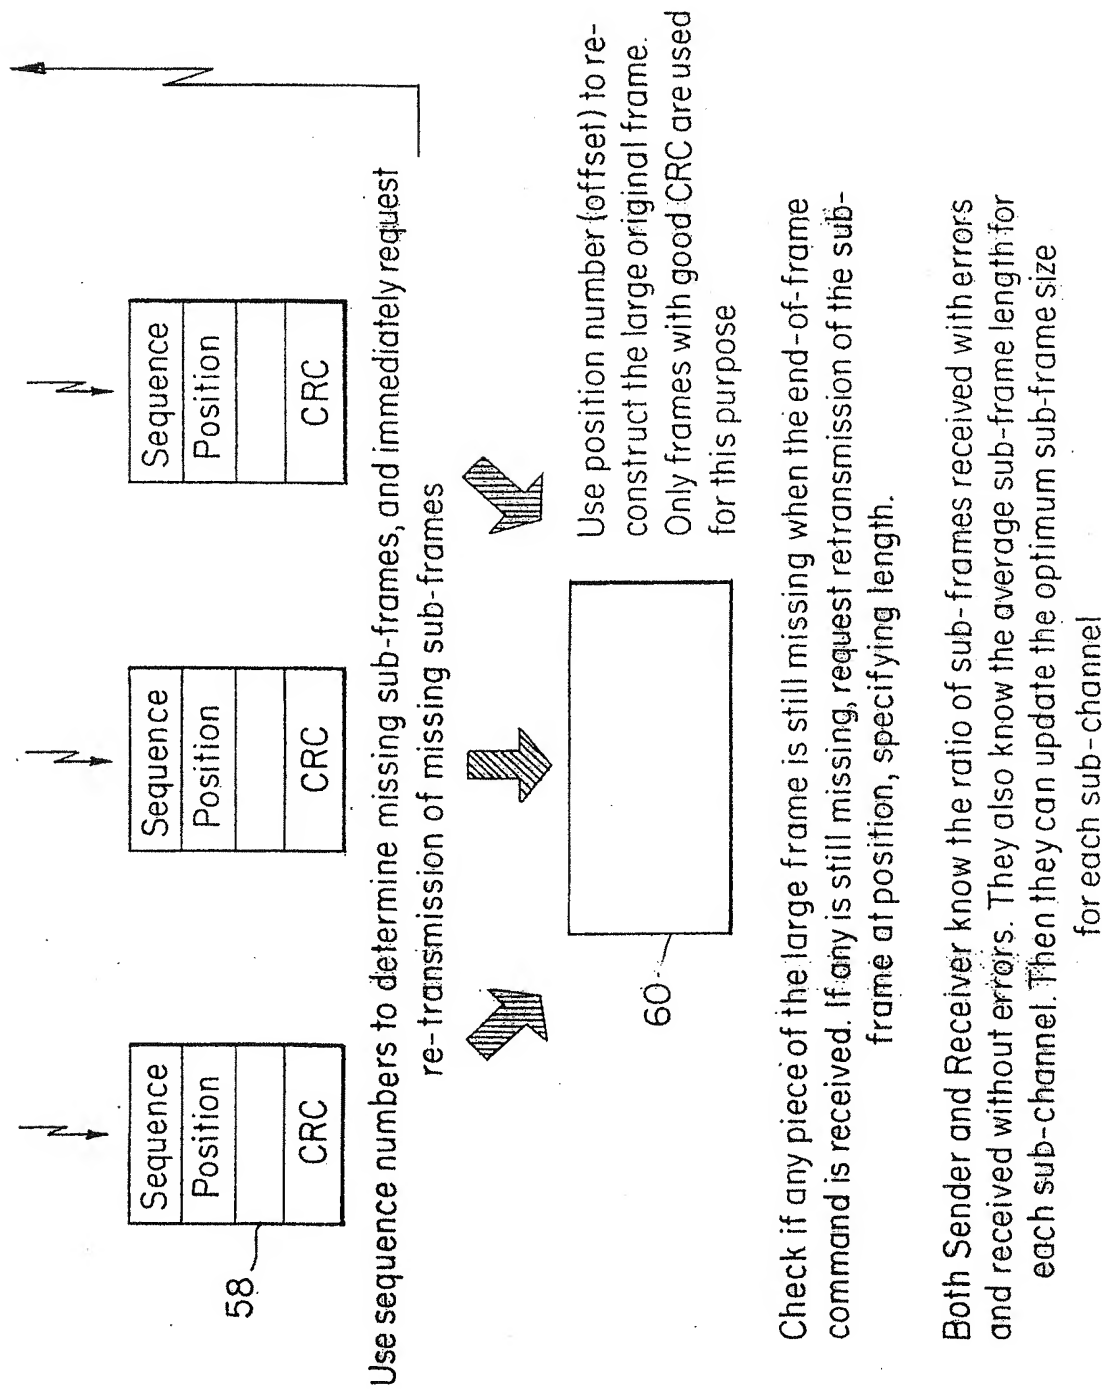 Sequence
Position
CRC
Sequence
Position
CRC
Sequence
Position
CRC
58
Use sequence numbers to determine missing sub-frames, and immediately request
re-transmission of missing sub-frames
Use position number (offset) to re-
construct the large original frame.
Only frames with good CRC are used
for this purpose
60
Check if any piece of the large frame is still missing when the end-of-frame
command is received. If any is still missing, request retransmission of the sub-
frame at position, specifying length.
Both Sender and Receiver know the ratio of sub-frames received with errors
and received without errors. They also know the average sub-frame length for
each sub-channel. Then they can update the optimum sub-frame size
for each sub-channel